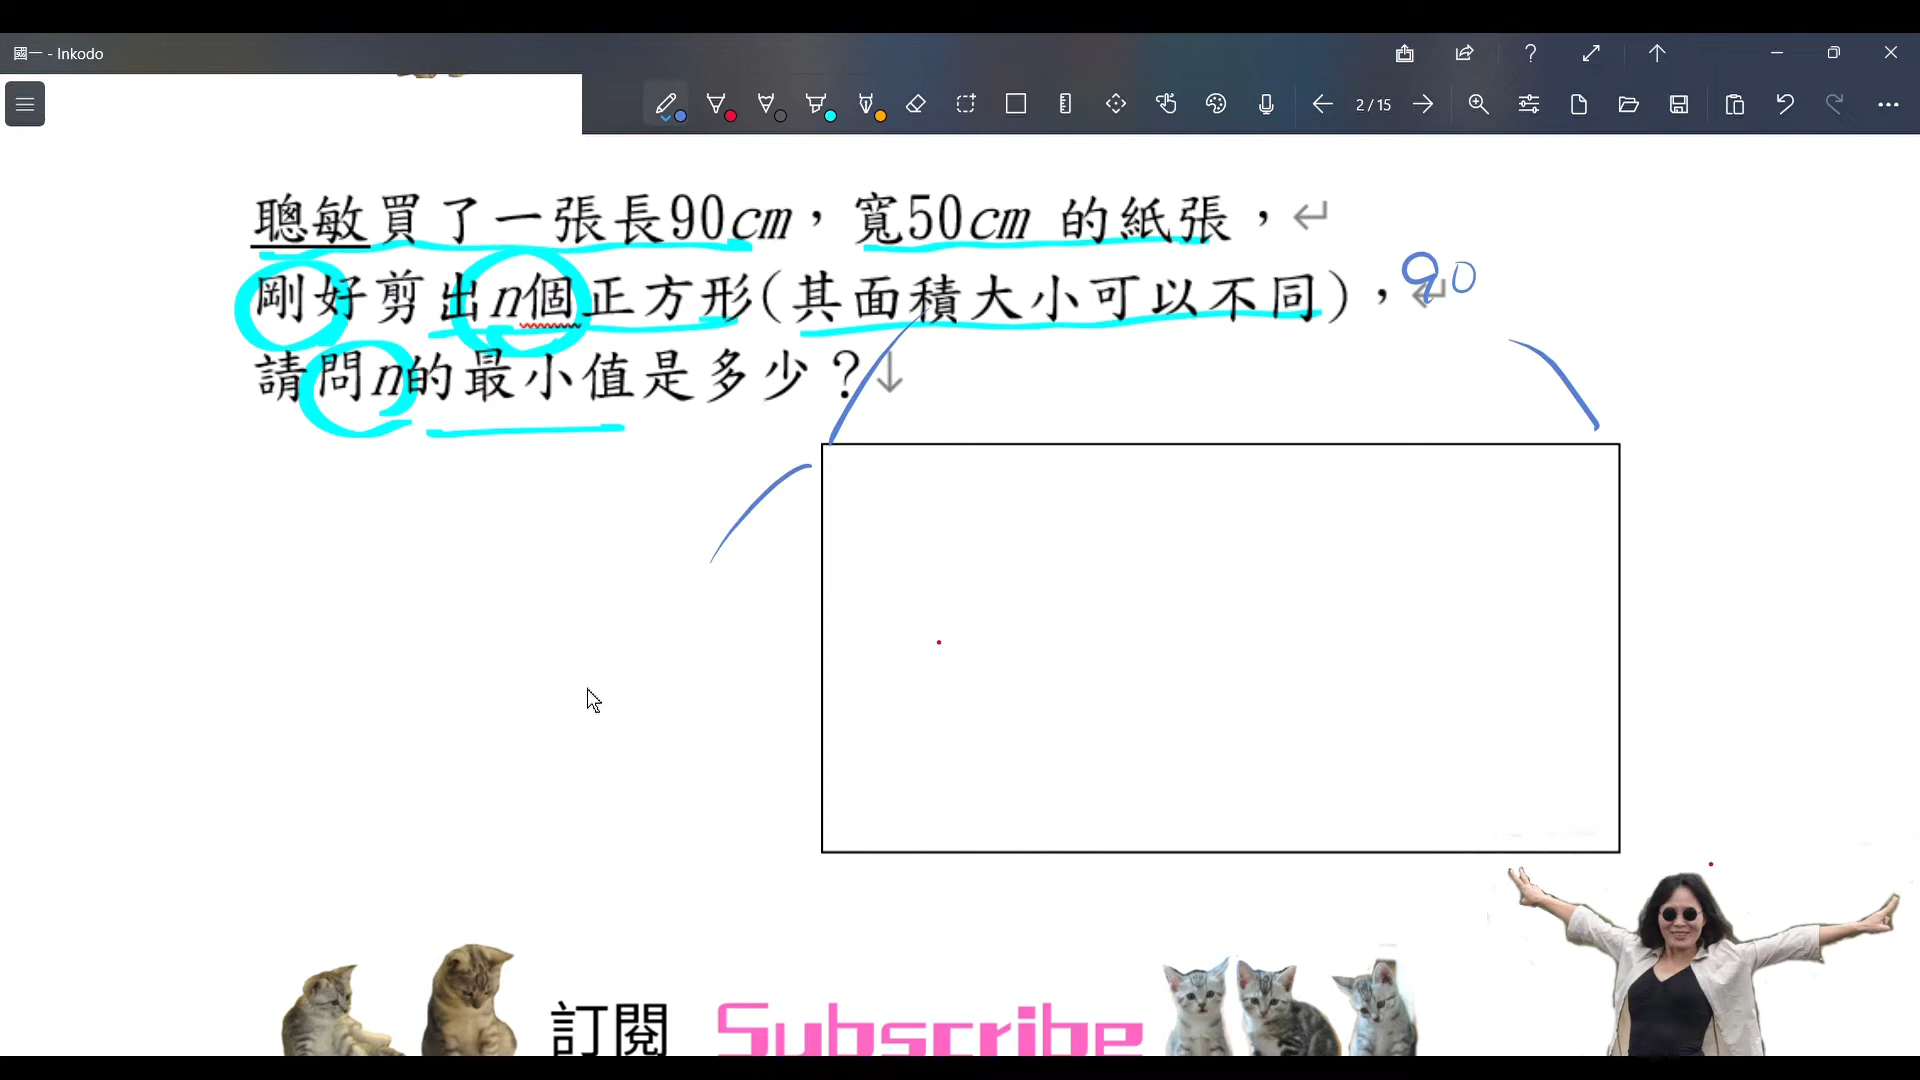 國一 - Inkodo
2 / 15
聰敏買了一張長90cm，寬50cm 的紙張，↵
剛好剪出n個正方形(其面積大小可以不同)，↵
90
請問n的最小值是多少？↓
訂閱 Subscribe